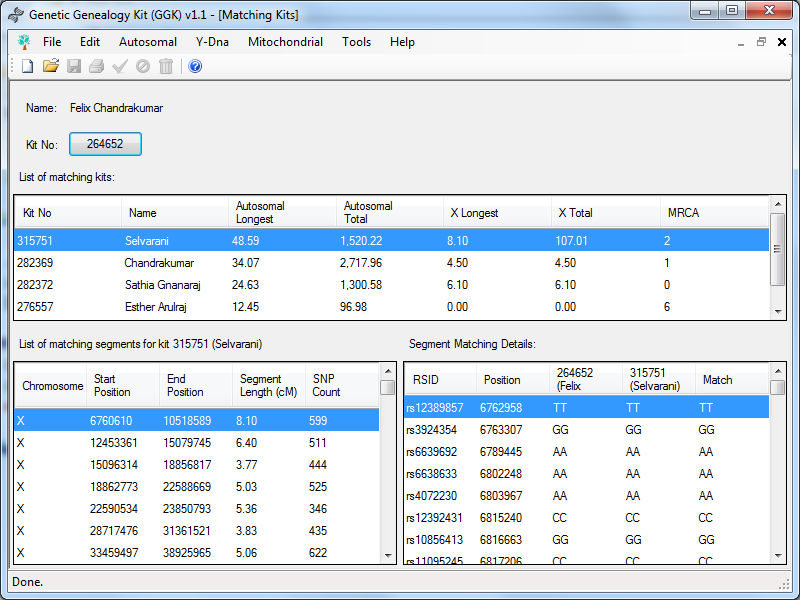 Genetic Genealogy Kit (GGK) v1.1 - [Matching Kits]
File Edit Autosomal Y-Dna Mitochondrial Tools Help
Name: Felix Chandrakumar
Kit No: 264652
List of matching kits:
Kit No Name Autosomal Longest Autosomal Total X Longest X Total MRCA
315751 Selvarani 48.59 1,520.22 8.10 107.01 2
282369 Chandrakumar 34.07 2,717.96 4.50 4.50 1
282372 Sathia Gnanaraj 24.63 1,300.58 6.10 6.10 0
276557 Esther Arulraj 12.45 96.98 0.00 0.00 6
List of matching segments for kit 315751 (Selvarani)
Chromosome Start Position End Position Segment Length (cM) SNP Count
X 6760610 10518589 8.10 599
X 12453361 15079745 6.40 511
X 15096314 18856817 3.77 444
X 18862773 22588669 5.03 525
X 22590534 23850793 5.36 346
X 28717476 31361521 3.83 435
X 33459497 38925965 5.06 622
Segment Matching Details:
RSID Position 264652 (Felix 315751 (Selvarani) Match
rs12389857 6762958 TT TT TT
rs3924354 6763307 GG GG GG
rs6639692 6789445 AA AA AA
rs6638633 6802248 AA AA AA
rs4072230 6803967 AA AA AA
rs12392431 6815240 CC CC CC
rs10856413 6816663 GG GG GG
rs11095245 6817206 CC CC CC
Done.